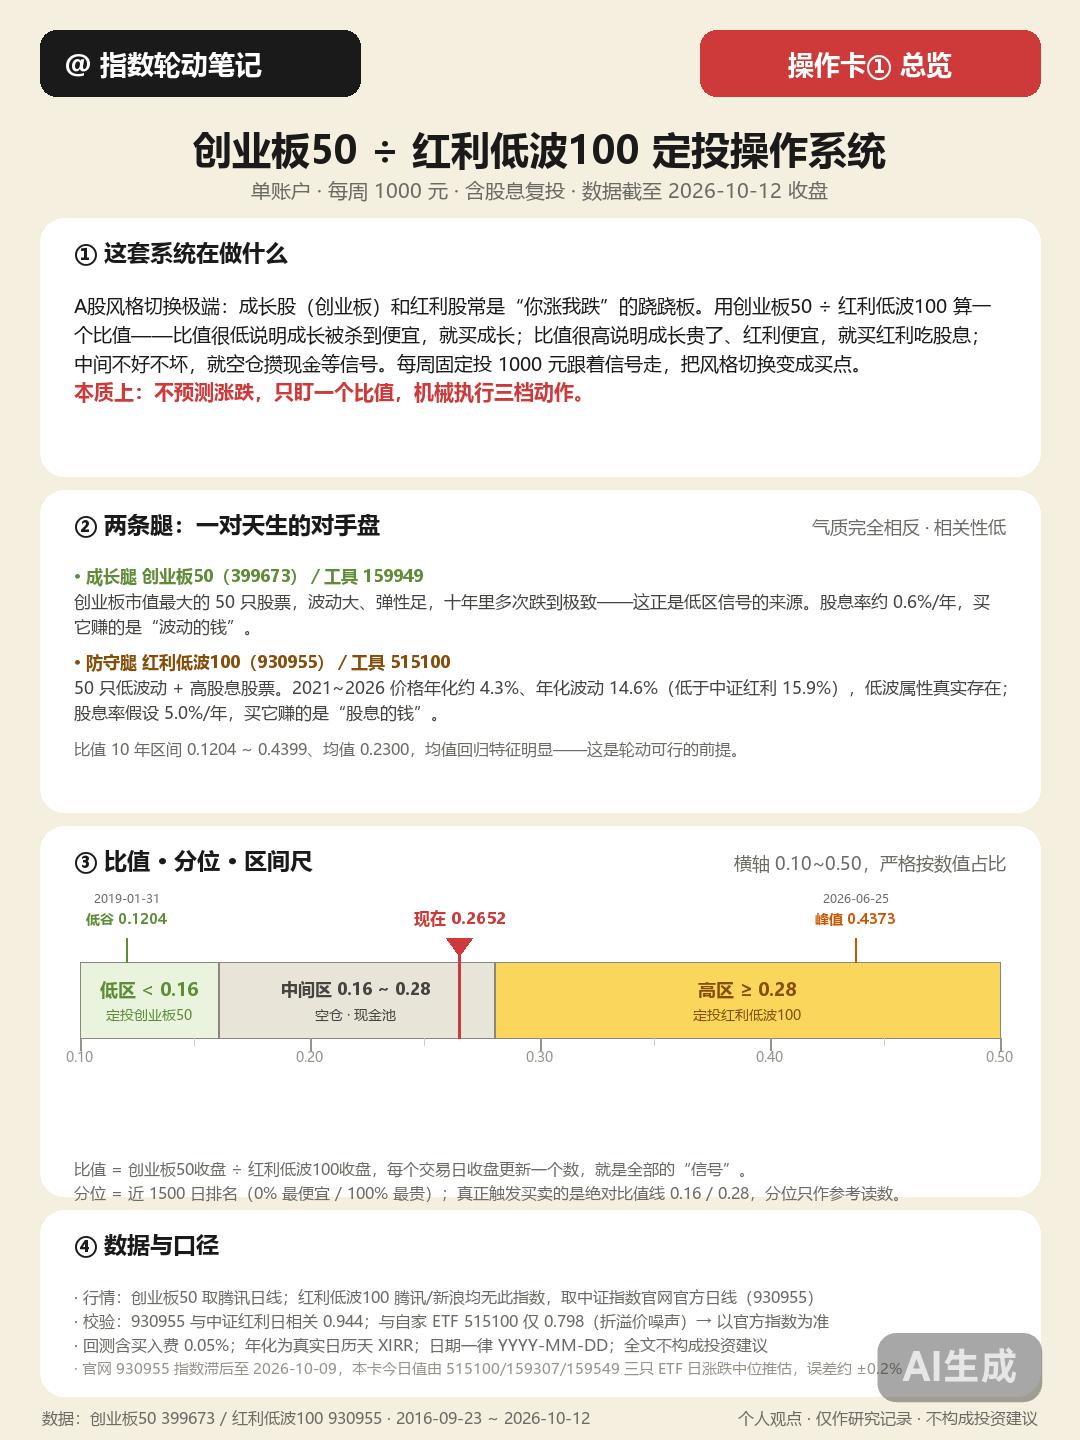 @ 指数轮动笔记
操作卡① 总览
创业板50 ÷ 红利低波100 定投操作系统
单账户 · 每周 1000 元 · 含股息复投 · 数据截至 2026-10-12 收盘
① 这套系统在做什么
A股风格切换极端：成长股（创业板）和红利股常是“你涨我跌”的跷跷板。用创业板50 ÷ 红利低波100 算一
个比值——比值很低说明成长被杀到便宜，就买成长；比值很高说明成长贵了、红利便宜，就买红利吃股息；
中间不好不坏，就空仓攒现金等信号。每周固定投 1000 元跟着信号走，把风格切换变成买点。
本质上：不预测涨跌，只盯一个比值，机械执行三档动作。
② 两条腿：一对天生的对手盘
气质完全相反 · 相关性低
• 成长腿 创业板50（399673） / 工具 159949
创业板市值最大的 50 只股票，波动大、弹性足，十年里多次跌到极致——这正是低区信号的来源。股息率约 0.6%/年，买
它赚的是“波动的钱”。
• 防守腿 红利低波100（930955） / 工具 515100
50 只低波动 + 高股息股票。2021~2026 价格年化约 4.3%、年化波动 14.6%（低于中证红利 15.9%），低波属性真实存在；
股息率假设 5.0%/年，买它赚的是“股息的钱”。
比值 10 年区间 0.1204 ~ 0.4399、均值 0.2300，均值回归特征明显——这是轮动可行的前提。
③ 比值 • 分位 • 区间尺
横轴 0.10~0.50，严格按数值占比
2019-01-31
低谷 0.1204
现在 0.2652
2026-06-25
峰值 0.4373
低区 < 0.16
定投创业板50
中间区 0.16 ~ 0.28
空仓 · 现金池
高区 ≥ 0.28
定投红利低波100
0.10
0.20
0.30
0.40
0.50
比值 = 创业板50收盘 ÷ 红利低波100收盘，每个交易日收盘更新一个数，就是全部的“信号”。
分位 = 近 1500 日排名（0% 最便宜 / 100% 最贵）；真正触发买卖的是绝对比值线 0.16 / 0.28，分位只作参考读数。
④ 数据与口径
· 行情：创业板50 取腾讯日线；红利低波100 腾讯/新浪均无此指数，取中证指数官网官方日线（930955）
· 校验：930955 与中证红利日相关 0.944；与自家 ETF 515100 仅 0.798（折溢价噪声）→ 以官方指数为准
· 回测含买入费 0.05%；年化为真实日历天 XIRR；日期一律 YYYY-MM-DD；全文不构成投资建议
· 官网 930955 指数滞后至 2026-10-09，本卡今日值由 515100/159307/159549 三只 ETF 日涨跌中位推估，误差约 ±0.2%
AI生成
数据：创业板50 399673 / 红利低波100 930955 · 2016-09-23 ~ 2026-10-12
个人观点 · 仅作研究记录 · 不构成投资建议